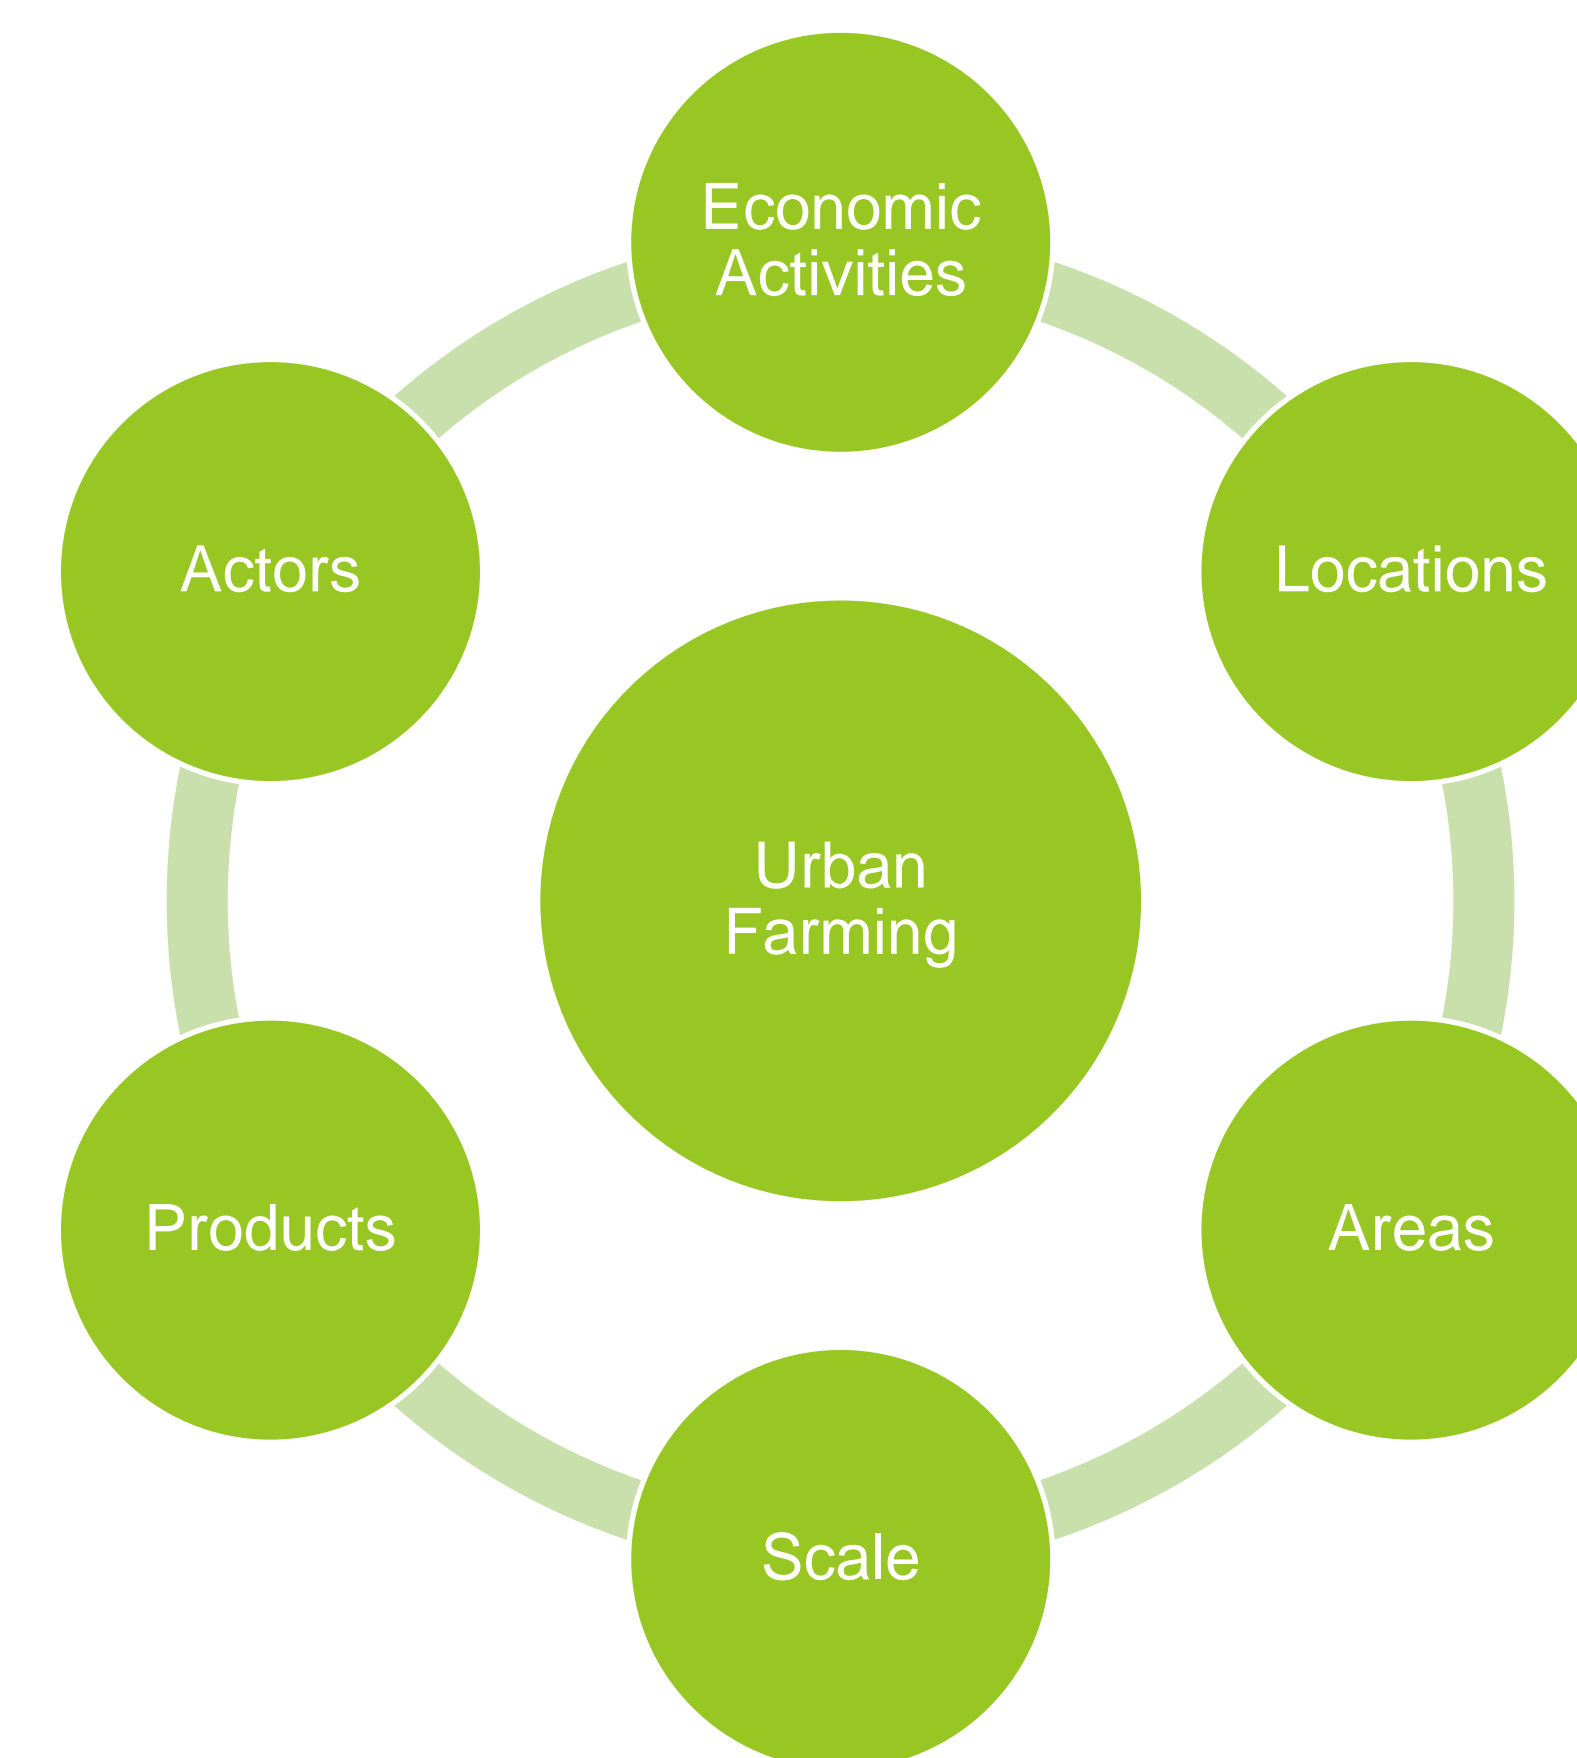 Economic
Activities
Actors
Locations
Urban
Farming
Products
Areas
Scale